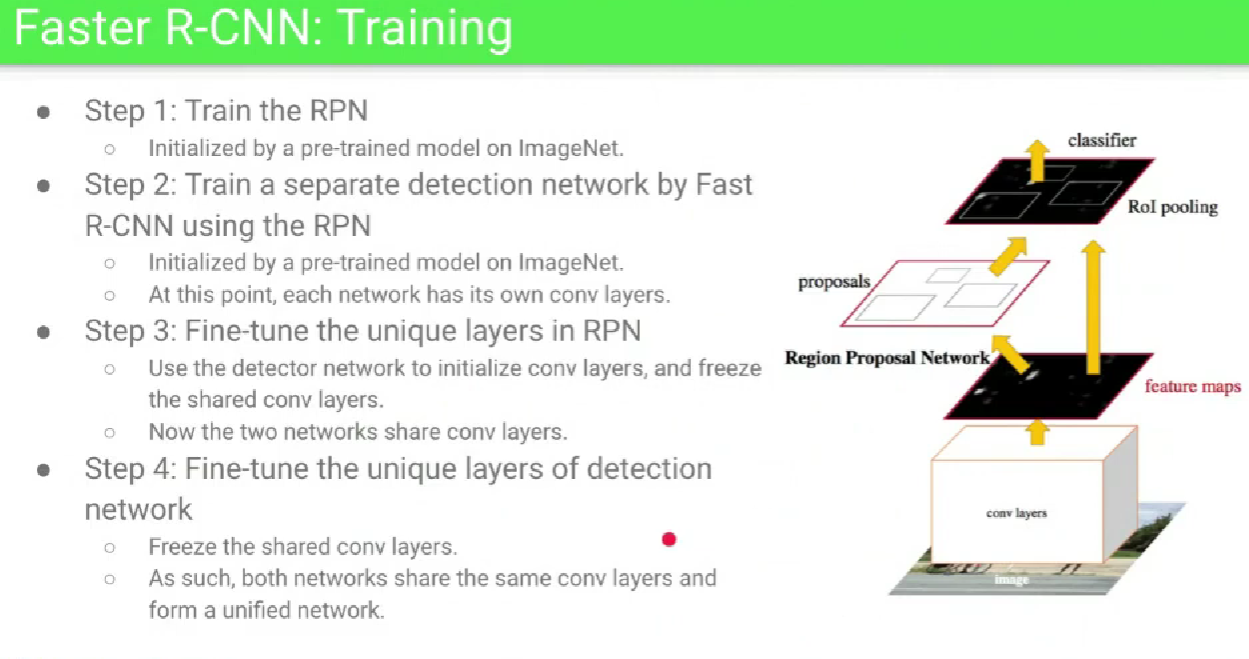 Faster R-CNN: Training
● Step 1: Train the RPN
○ Initialized by a pre-trained model on ImageNet.
● Step 2: Train a separate detection network by Fast
R-CNN using the RPN
○ Initialized by a pre-trained model on ImageNet.
○ At this point, each network has its own conv layers.
● Step 3: Fine-tune the unique layers in RPN
○ Use the detector network to initialize conv layers, and freeze
the shared conv layers.
○ Now the two networks share conv layers.
● Step 4: Fine-tune the unique layers of detection
network
○ Freeze the shared conv layers.
○ As such, both networks share the same conv layers and
form a unified network.
classifier
RoI pooling
proposals
Region Proposal Network
feature maps
conv layers
image